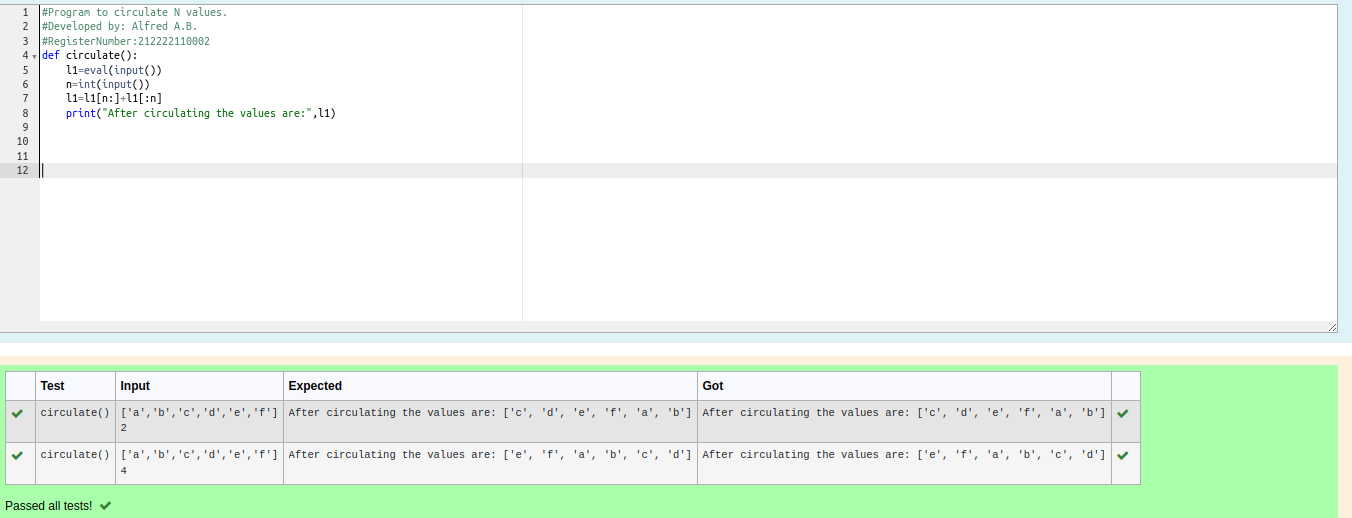 1 #Program to circulate N values.
2 #Developed by: Alfred A.B.
3 #RegisterNumber:212222110002
4 def circulate():
5     l1=eval(input())
6     n=int(input())
7     l1=l1[n:]+l1[:n]
8     print("After circulating the values are:",l1)
9
10
11
12
Test Input Expected Got
circulate() ['a','b','c','d','e','f'] After circulating the values are: ['c', 'd', 'e', 'f', 'a', 'b'] After circulating the values are: ['c', 'd', 'e', 'f', 'a', 'b']
2
circulate() ['a','b','c','d','e','f'] After circulating the values are: ['e', 'f', 'a', 'b', 'c', 'd'] After circulating the values are: ['e', 'f', 'a', 'b', 'c', 'd']
4
Passed all tests!